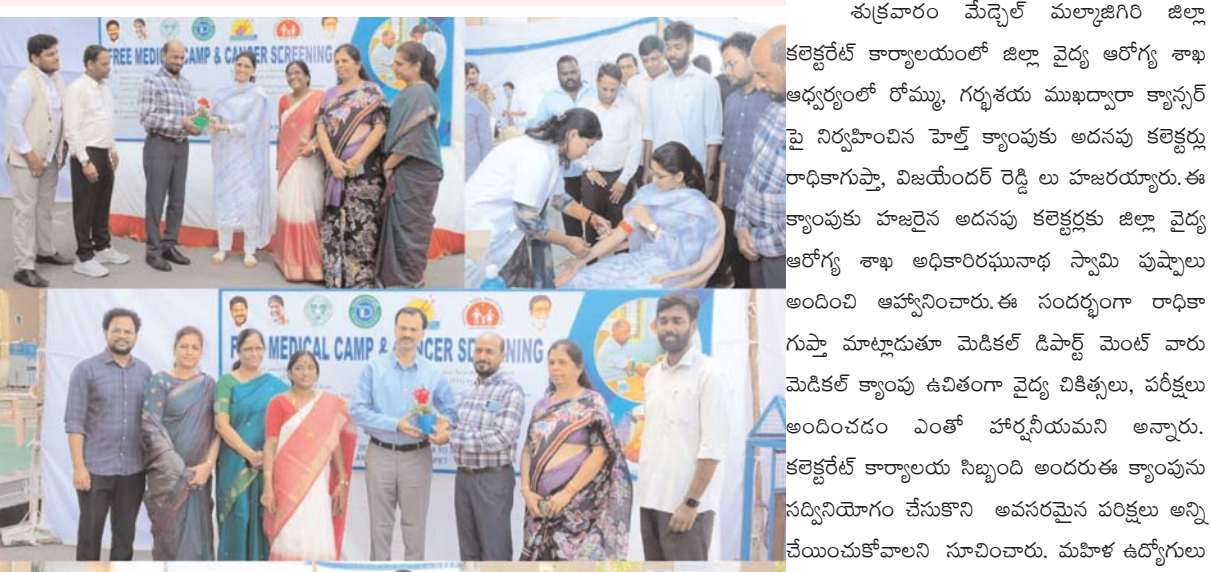 FREE MEDICAL CAMP & CANCER SCREENING
MEDICAL CAMP & CANCER SCREENING
శుక్రవారం మేడ్చెల్ మల్కాజిగిరి జిల్లా
కలెక్టరేట్ కార్యాలయంలో జిల్లా వైద్య ఆరోగ్య శాఖ
ఆధ్వర్యంలో రోమ్ము, గర్భశయ ముఖద్వారా క్యాన్సర్
పై నిర్వహించిన హెల్త్ క్యాంపుకు అదనపు కలెక్టర్లు
రాధికాగుప్తా, విజయేందర్ రెడ్డి లు హజరయ్యారు.ఈ
క్యాంపుకు హజరైన అదనపు కలెక్టర్లకు జిల్లా వైద్య
ఆరోగ్య శాఖ అధికారిరఘునాథ స్వామి పుష్పాలు
అందించి ఆహ్వానించారు.ఈ సందర్భంగా రాధికా
గుప్తా మాట్లాడుతూ మెడికల్ డిపార్ట్ మెంట్ వారు
మెడికల్ క్యాంపు ఉచితంగా వైద్య చికిత్సలు, పరీక్షలు
అందించడం ఎంతో హర్షనీయమని అన్నారు.
కలెక్టరేట్ కార్యాలయ సిబ్బంది అందరుఈ క్యాంపును
సద్వినియోగం చేసుకొని అవసరమైన పరిక్షలు అన్ని
చేయించుకోవాలని సూచించారు. మహిళ ఉద్యోగులు